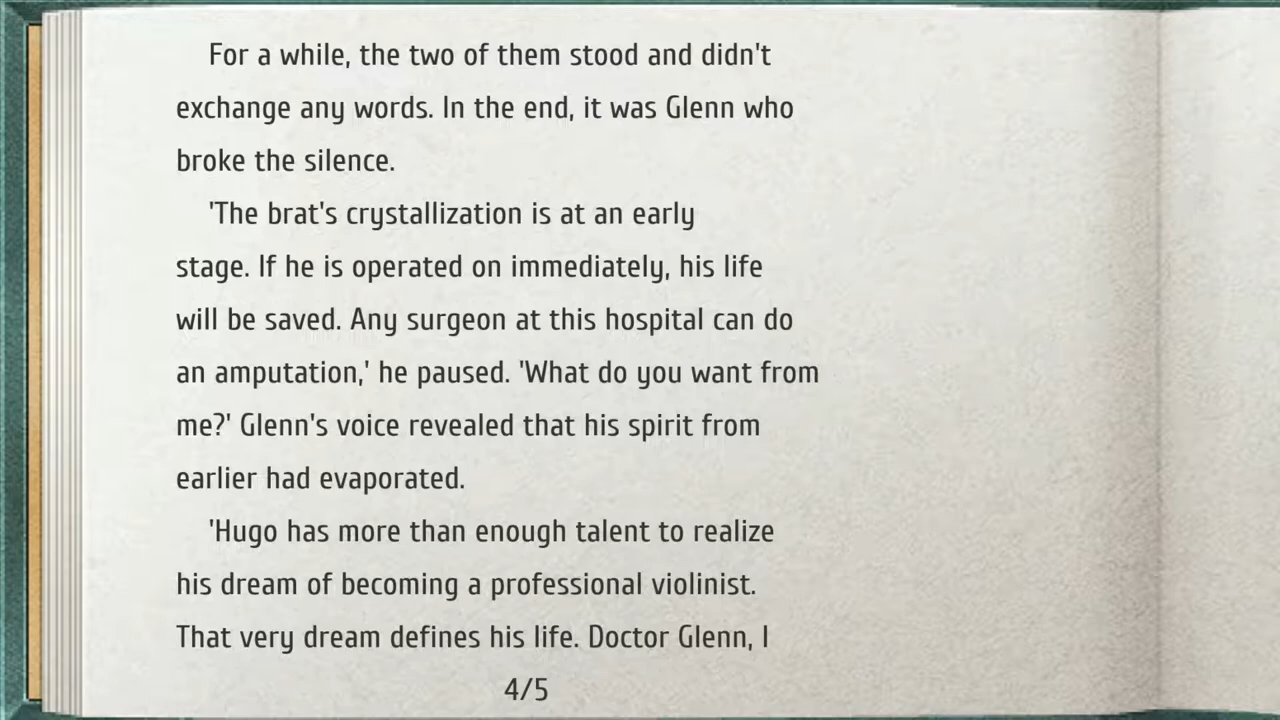 For a while, the two of them stood and didn't
exchange any words. In the end, it was Glenn who
broke the silence.
'The brat's crystallization is at an early
stage. If he is operated on immediately, his life
will be saved. Any surgeon at this hospital can do
an amputation,' he paused. 'What do you want from
me?' Glenn's voice revealed that his spirit from
earlier had evaporated.
'Hugo has more than enough talent to realize
his dream of becoming a professional violinist.
That very dream defines his life. Doctor Glenn, I
4/5